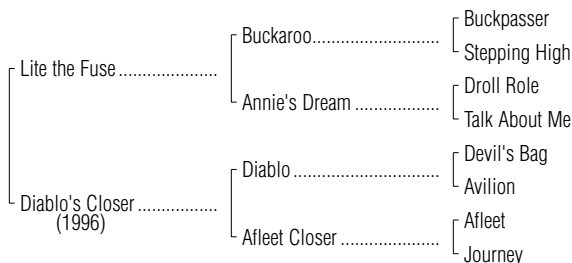 Buckpasser
Buckaroo
Stepping High
Lite the Fuse
Droll Role
Annie's Dream
Talk About Me
Devil's Bag
Diablo
Avilion
Diablo's Closer
(1996)
Afleet
Afleet Closer
Journey